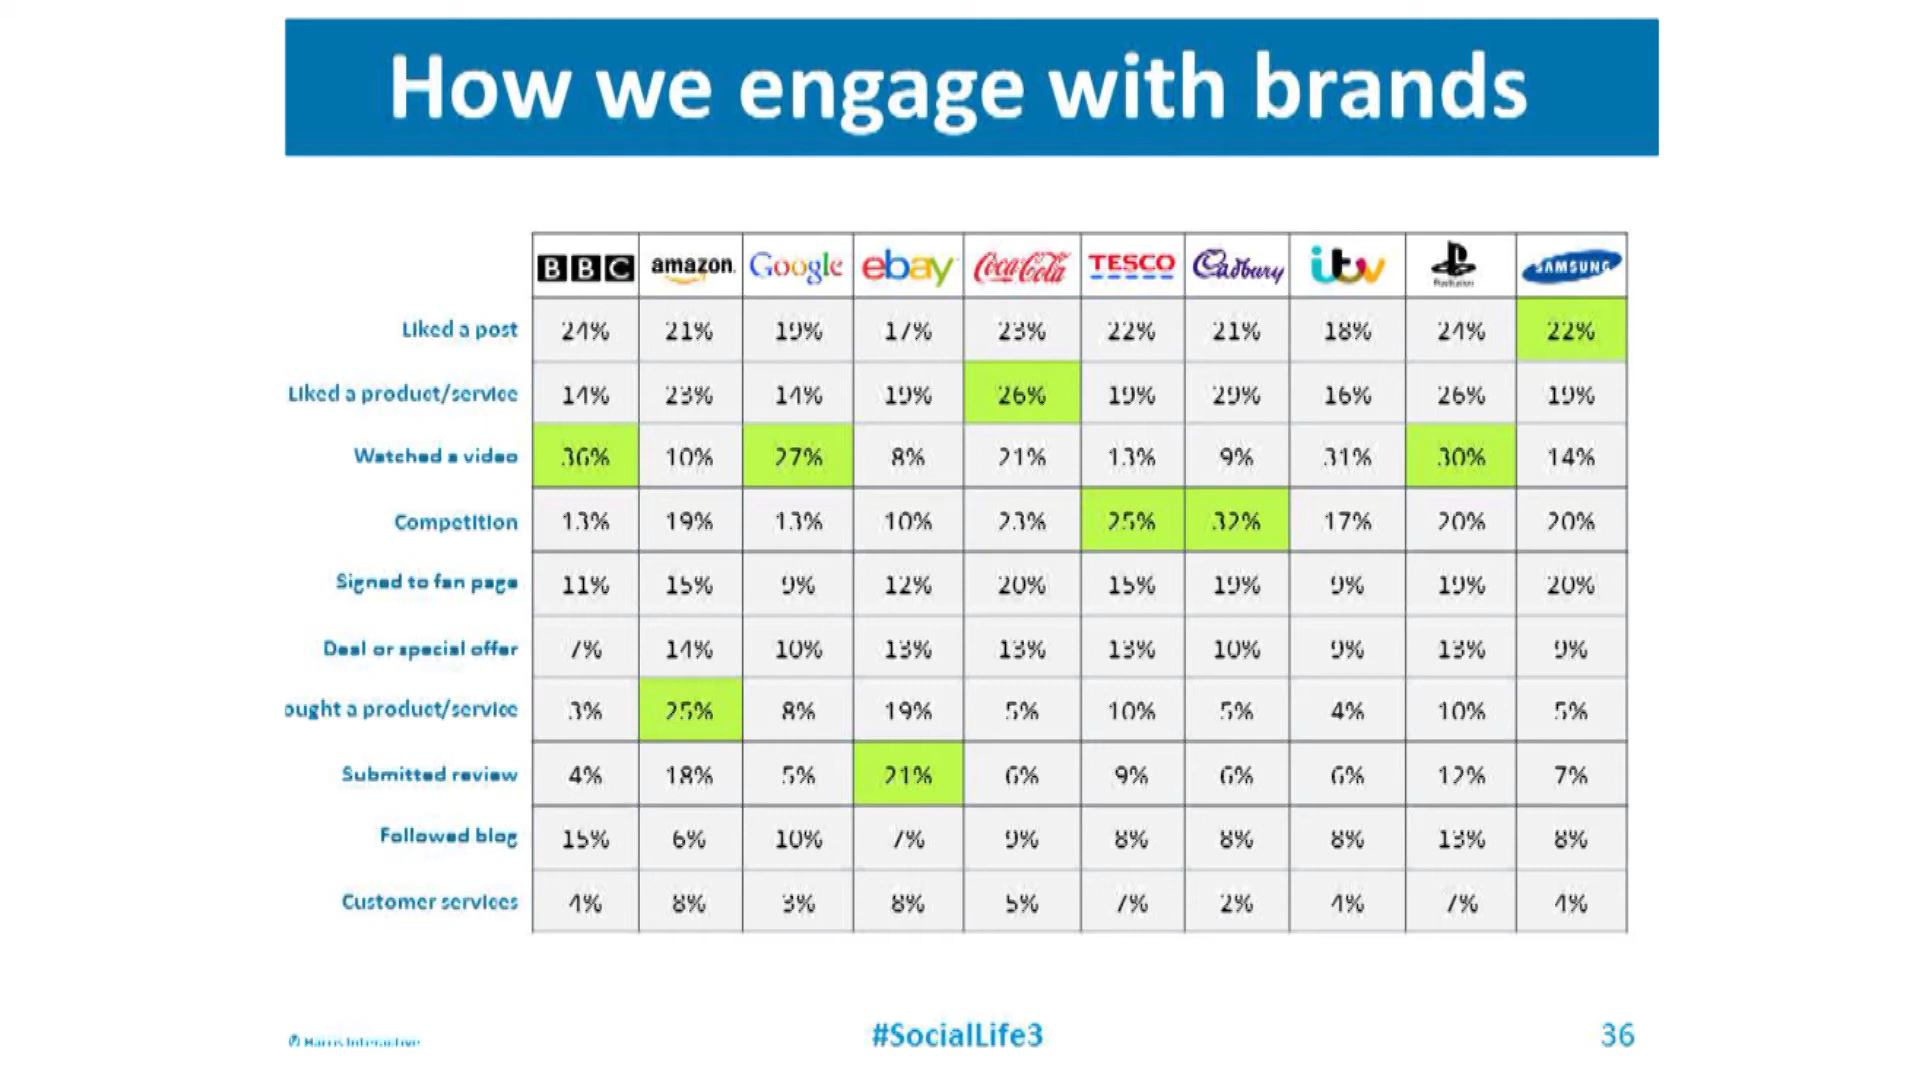 How we engage with brands
BBC amazon Google ebay Coca-Cola TESCO Cadbury itv PlayStation SAMSUNG
Liked a post 24% 21% 19% 17% 23% 22% 21% 18% 24% 22%
Liked a product/service 14% 23% 14% 19% 26% 19% 29% 16% 26% 19%
Watched a video 36% 10% 27% 8% 21% 13% 9% 31% 30% 14%
Competition 13% 19% 13% 10% 23% 25% 32% 17% 20% 20%
Signed to fan page 11% 15% 9% 12% 20% 15% 19% 9% 19% 20%
Deal or special offer 7% 14% 10% 13% 13% 13% 10% 9% 13% 9%
ought a product/service 3% 25% 8% 19% 5% 10% 5% 4% 10% 5%
Submitted review 4% 18% 5% 21% 6% 9% 6% 6% 12% 7%
Followed blog 15% 6% 10% 7% 9% 8% 8% 8% 13% 8%
Customer services 4% 8% 3% 8% 5% 7% 2% 4% 7% 4%
© Harris Interactive #SocialLife3 36